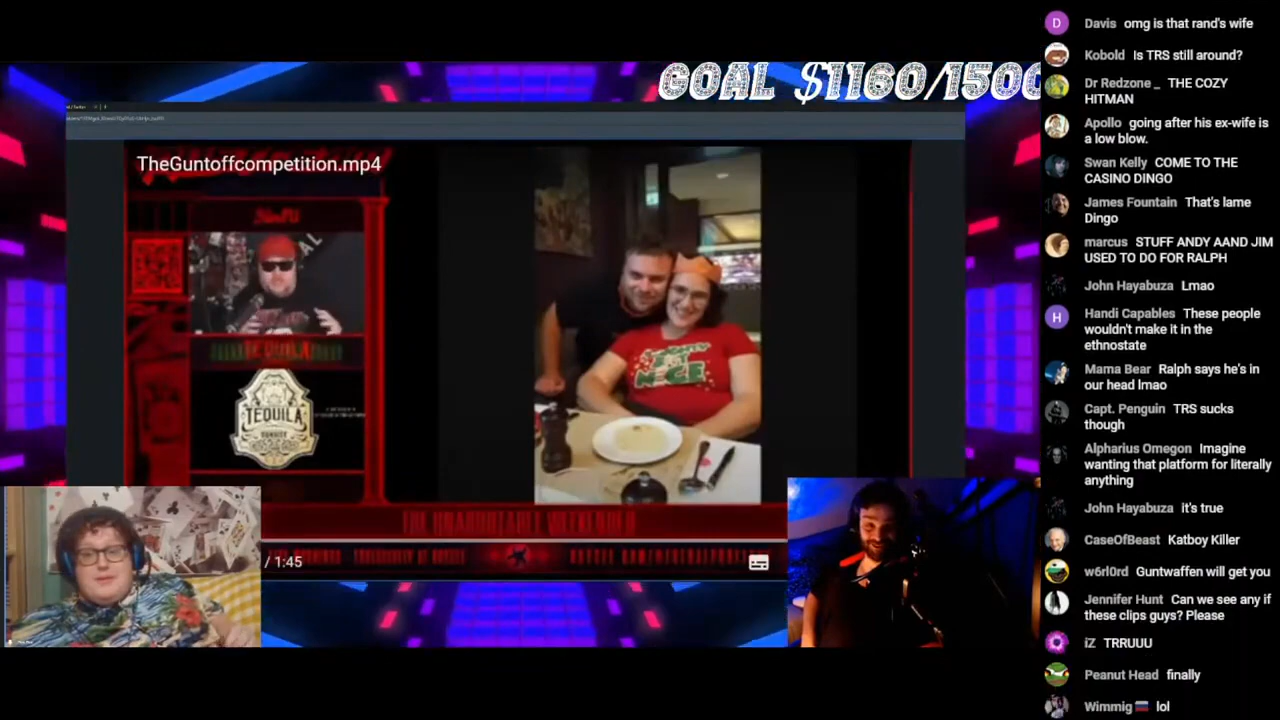 GOAL $1160/1500
TheGuntoffcompetition.mp4
TEQUILA
NICE
/ 1:45
Davis omg is that rand's wife
Kobold Is TRS still around?
Dr Redzone _ THE COZY
HITMAN
Apollo going after his ex-wife is
a low blow.
Swan Kelly COME TO THE
CASINO DINGO
James Fountain That's lame
Dingo
marcus STUFF ANDY AAND JIM
USED TO DO FOR RALPH
John Hayabuza Lmao
Handi Capables These people
wouldn't make it in the
ethnostate
Mama Bear Ralph says he's in
our head lmao
Capt. Penguin TRS sucks
though
Alpharius Omegon Imagine
wanting that platform for literally
anything
John Hayabuza it's true
CaseOfBeast Katboy Killer
w6rl0rd Guntwaffen will get you
Jennifer Hunt Can we see any if
these clips guys? Please
iZ TRRUUU
Peanut Head finally
Wimmig lol